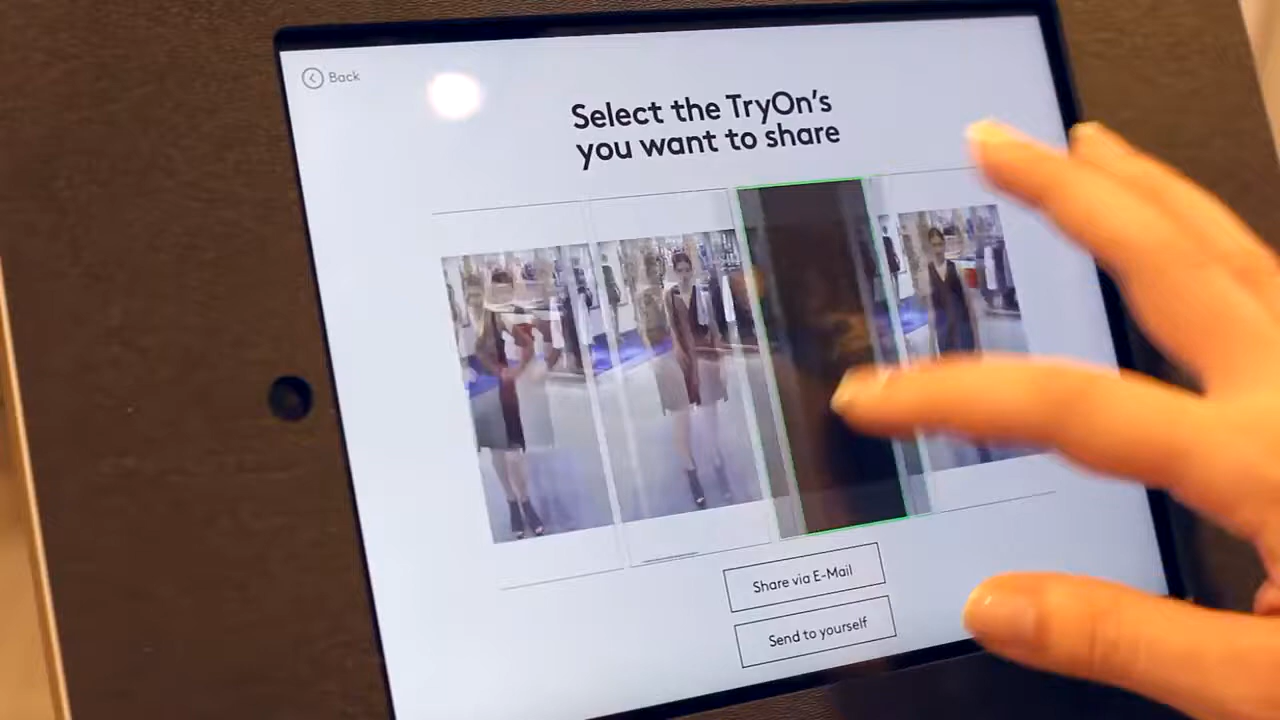 Back
Select the TryOn's
you want to share
Share via E-Mail
Send to yourself